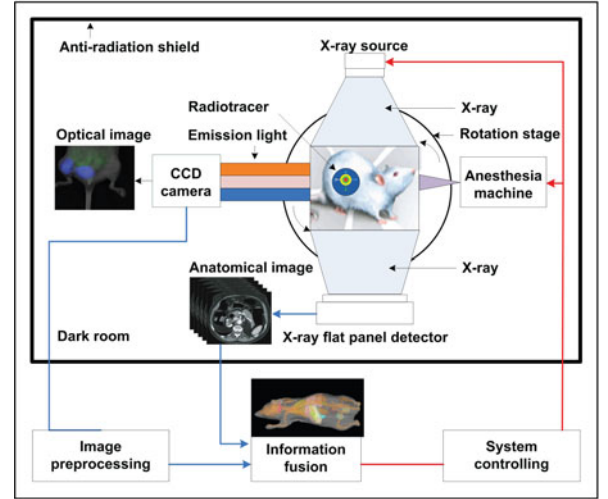 Anti-radiation shield
X-ray source
Radiotracer
X-ray
Optical image
Emission light
Rotation stage
CCD
camera
Anesthesia
machine
Anatomical image
X-ray
Dark room
X-ray flat panel detector
Image
preprocessing
Information
fusion
System
controlling